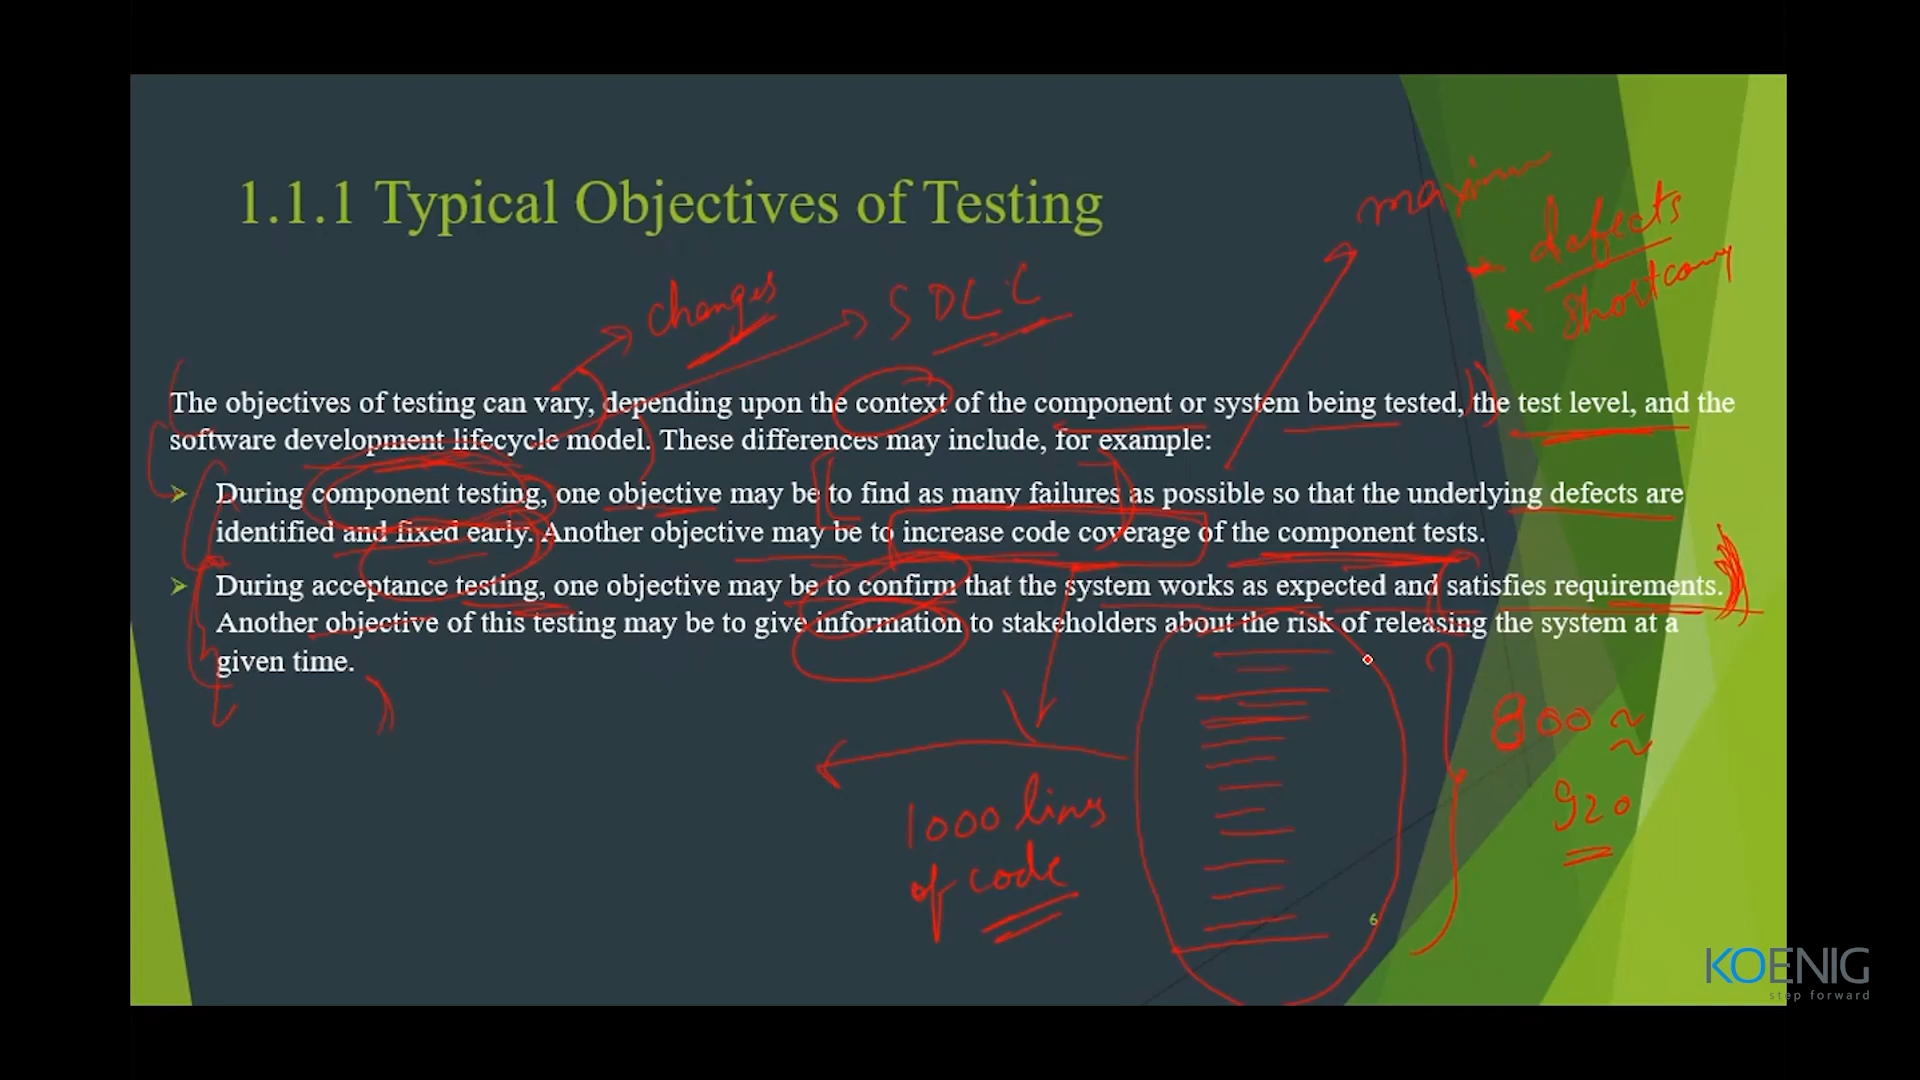 1.1.1 Typical Objectives of Testing
maximum
* defects
* Shortcomy
changes
SDLC
The objectives of testing can vary, depending upon the context of the component or system being tested, the test level, and the
software development lifecycle model. These differences may include, for example:
During component testing, one objective may be to find as many failures as possible so that the underlying defects are
identified and fixed early. Another objective may be to increase code coverage of the component tests.
During acceptance testing, one objective may be to confirm that the system works as expected and satisfies requirements.
Another objective of this testing may be to give information to stakeholders about the risk of releasing the system at a
given time.
800
920
1000 lines
of code
6
KOENIG
step forward